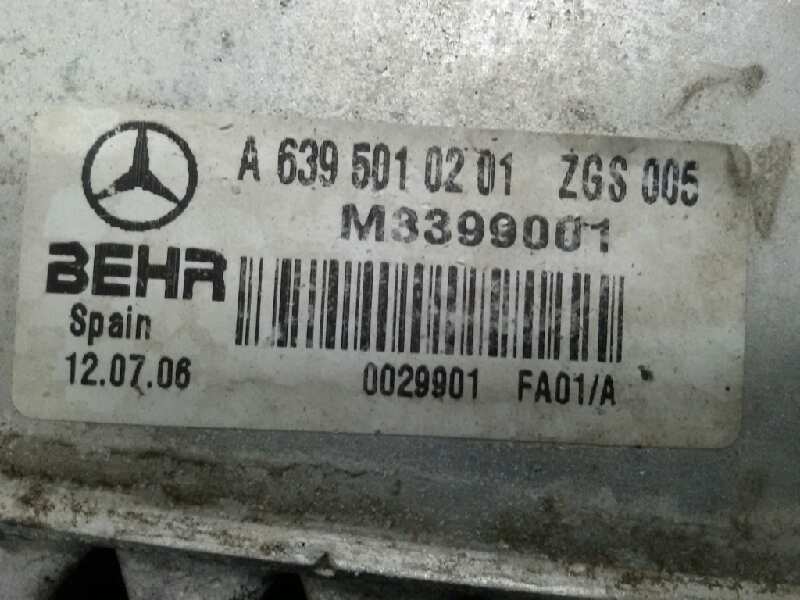 A 639 501 02 01 ZGS 005
M3399001
BEHR
Spain
12.07.06
0029901 FA01/A